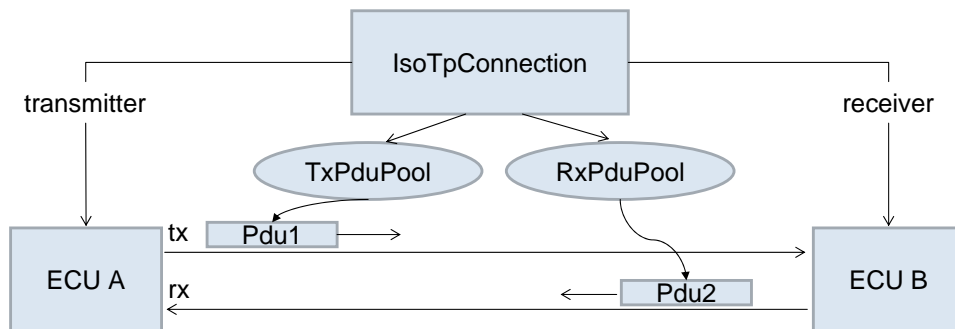 IsoTpConnection
transmitter
receiver
TxPduPool
RxPduPool
tx
Pdu1
ECU A
ECU B
rx
Pdu2